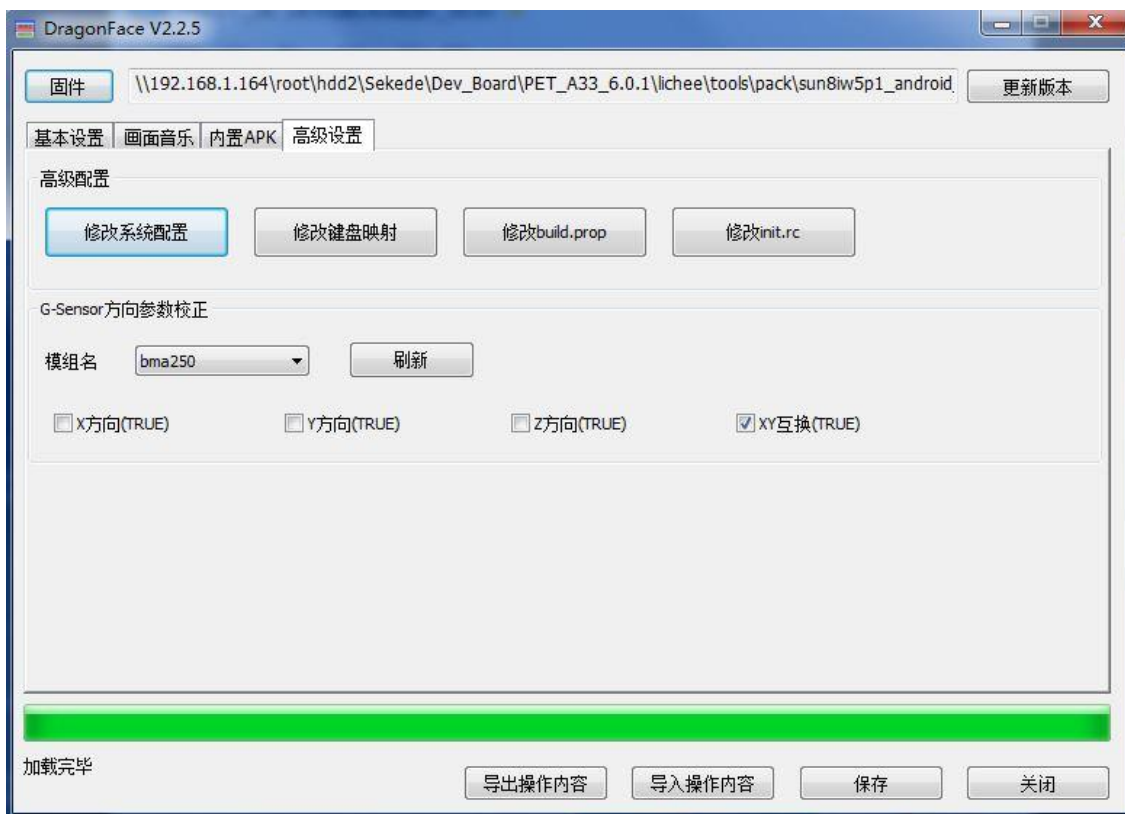 DragonFace V2.2.5
固件 \\192.168.1.164\root\hdd2\Sekede\Dev_Board\PET_A33_6.0.1\lichee\tools\pack\sun8iw5p1_android_ 更新版本
基本设置 画面音乐 内置APK 高级设置
高级配置
修改系统配置 修改键盘映射 修改build.prop 修改init.rc
G-Sensor方向参数校正
模组名 bma250 刷新
X方向(TRUE) Y方向(TRUE) Z方向(TRUE) XY互换(TRUE)
加载完毕
导出操作内容 导入操作内容 保存 关闭